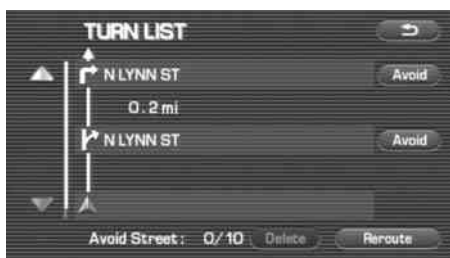 TURN LIST
N LYNN ST Avoid
0.2 mi
N LYNN ST Avoid
Avoid Street: 0/10 Delete Reroute